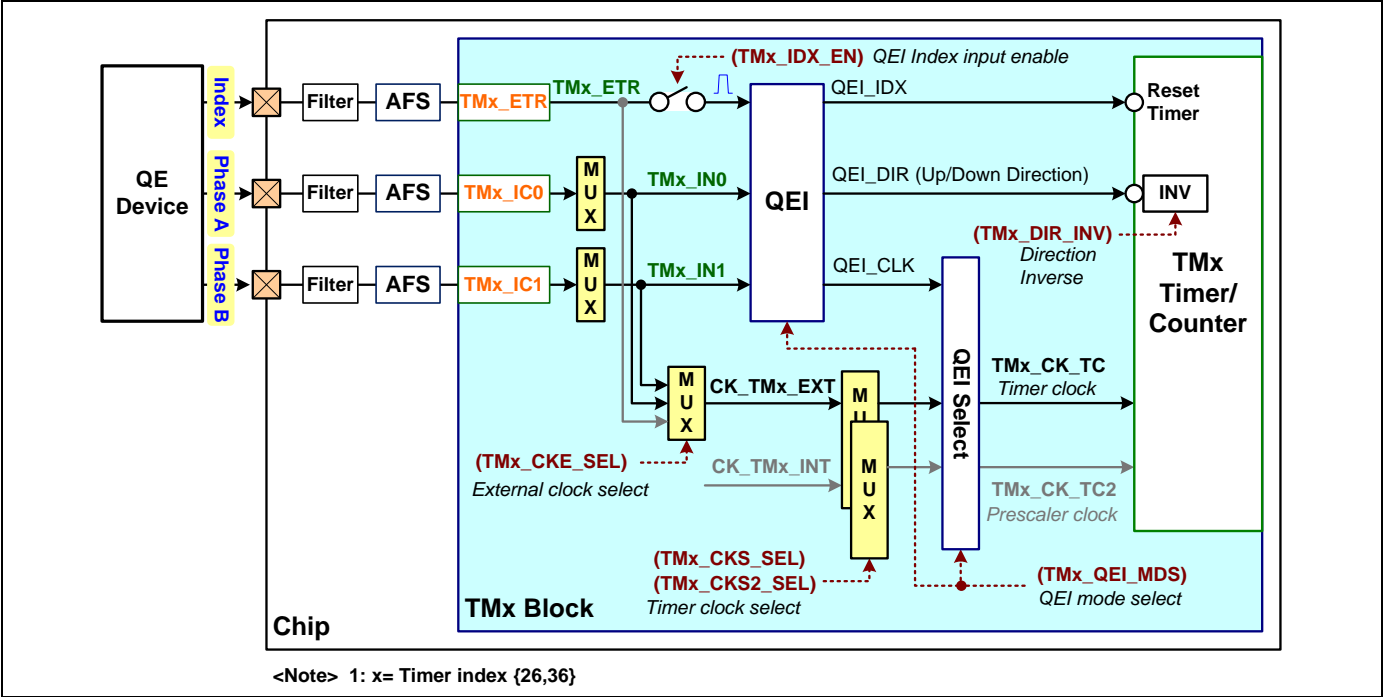 (TMx_IDX_EN) QEI Index input enable
QE
Device
Index
Phase A
Phase B
Filter
AFS
TMx_ETR
TMx_ETR
QEI_IDX
Reset
Timer
Filter
AFS
TMx_IC0
MUX
TMx_IN0
QEI
QEI_DIR (Up/Down Direction)
INV
(TMx_DIR_INV)
Direction
Inverse
Filter
AFS
TMx_IC1
MUX
TMx_IN1
QEI_CLK
TMx
Timer/
Counter
MUX
CK_TMx_EXT
MU
QEI Select
TMx_CK_TC
Timer clock
(TMx_CKE_SEL)
External clock select
CK_TMx_INT
MUX
TMx_CK_TC2
Prescaler clock
(TMx_CKS_SEL)
(TMx_CKS2_SEL)
Timer clock select
(TMx_QEI_MDS)
QEI mode select
TMx Block
Chip
<Note> 1: x= Timer index {26,36}